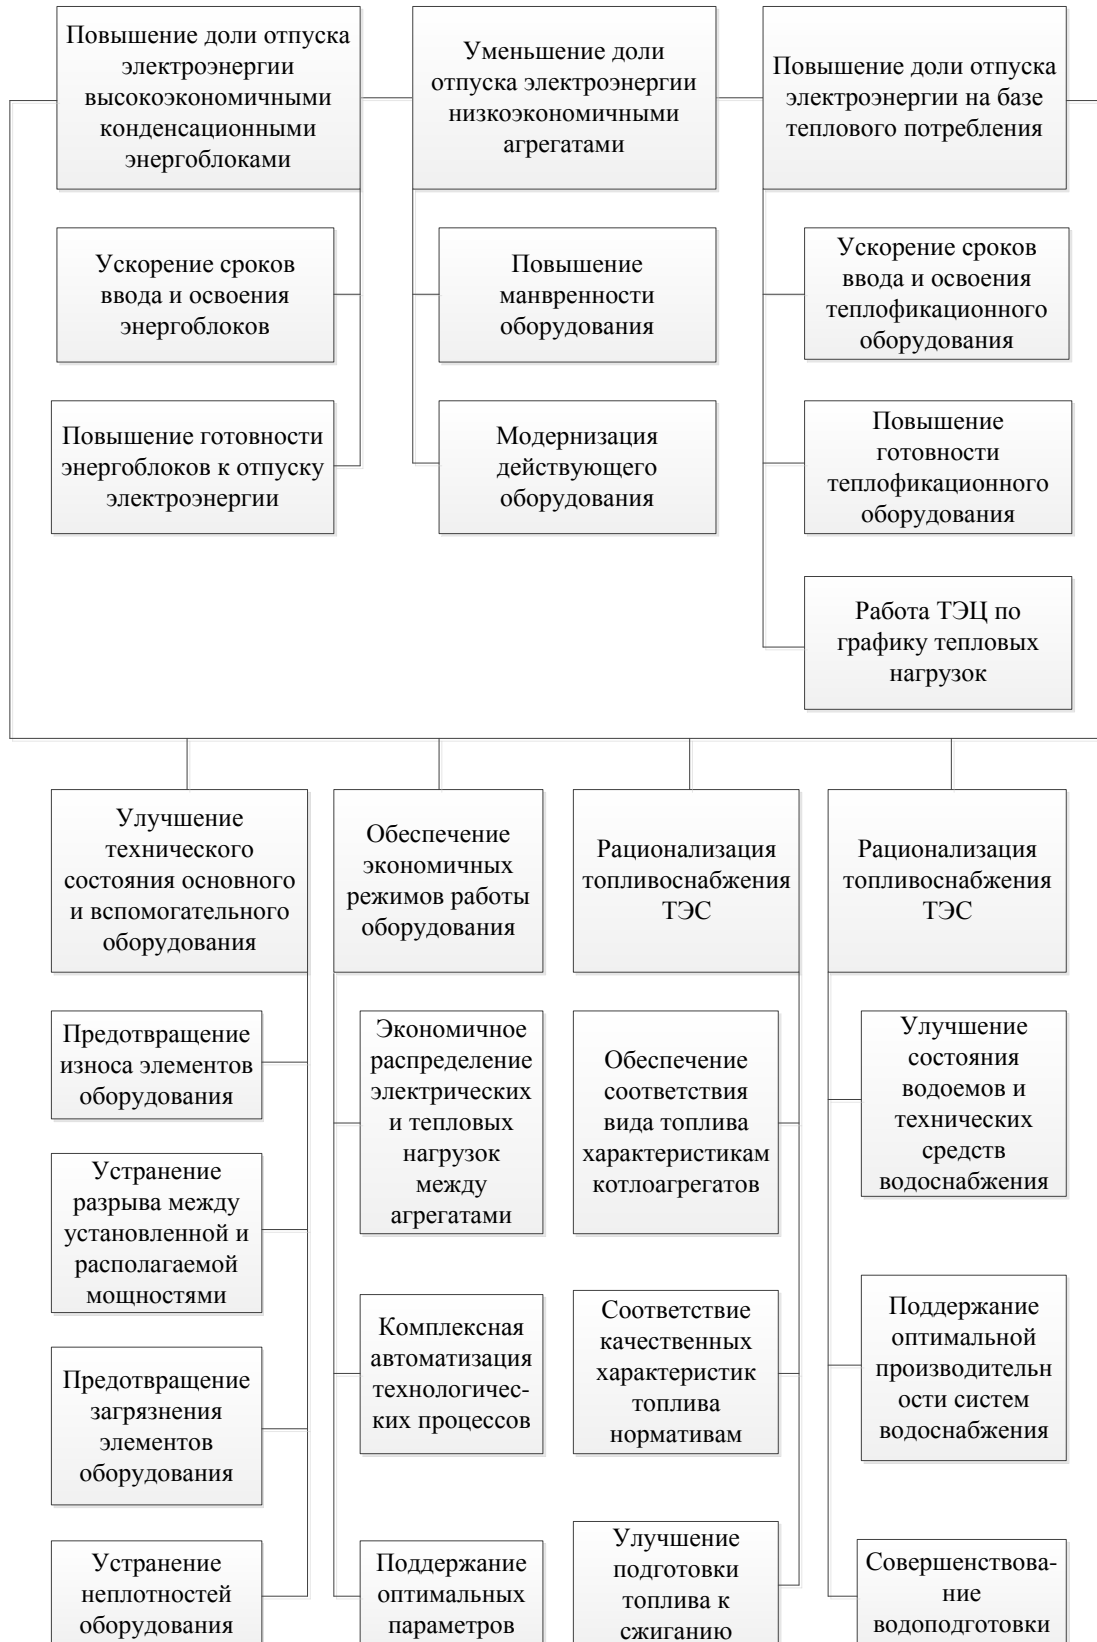 Повышение доли отпуска
электроэнергии
высокоэкономичными
конденсационными
энергоблоками
Уменьшение доли
отпуска электроэнергии
низкоэкономичными
агрегатами
Повышение доли отпуска
электроэнергии на базе
теплового потребления
Ускорение сроков
ввода и освоения
энергоблоков
Повышение
манвренности
оборудования
Ускорение сроков
ввода и освоения
теплофикационного
оборудования
Повышение готовности
энергоблоков к отпуску
электроэнергии
Модернизация
действующего
оборудования
Повышение
готовности
теплофикационного
оборудования
Работа ТЭЦ по
графику тепловых
нагрузок
Улучшение
технического
состояния основного
и вспомогательного
оборудования
Обеспечение
экономичных
режимов работы
оборудования
Рационализация
топливоснабжения
ТЭС
Рационализация
топливоснабжения
ТЭС
Предотвращение
износа элементов
оборудования
Экономичное
распределение
электрических
и тепловых
нагрузок
между
агрегатами
Обеспечение
соответствия
вида топлива
характеристикам
котлоагрегатов
Улучшение
состояния
водоемов и
технических
средств
водоснабжения
Устранение
разрыва между
установленной и
располагаемой
мощностями
Комплексная
автоматизация
технологичес-
ких процессов
Соответствие
качественных
характеристик
топлива
нормативам
Поддержание
оптимальной
производительн
ости систем
водоснабжения
Предотвращение
загрязнения
элементов
оборудования
Устранение
неплотностей
оборудования
Поддержание
оптимальных
параметров
Улучшение
подготовки
топлива к
сжиганию
Совершенствова-
ние
водоподготовки